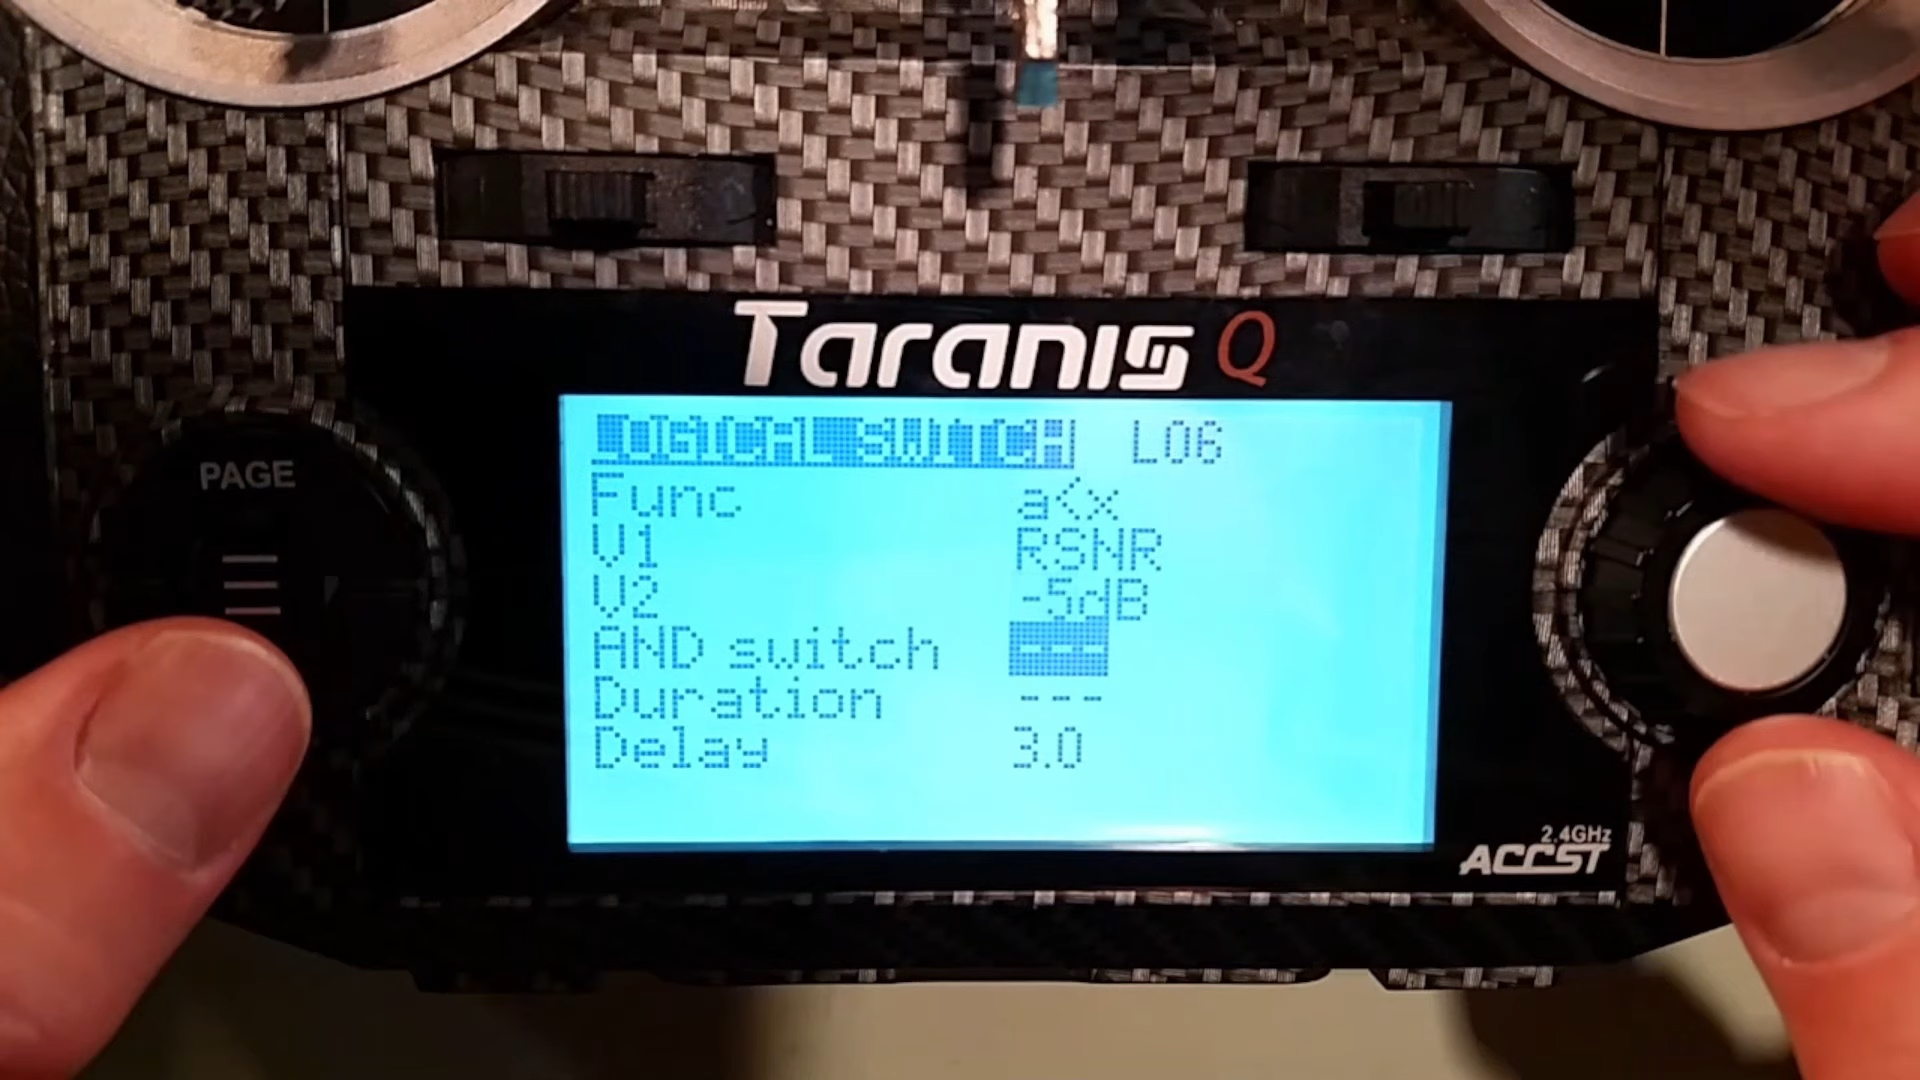 Taranis Q
LOGICAL SWITCH L06
Func a<x
V1 RSNR
V2 -5dB
AND switch ---
Duration ---
Delay 3.0
PAGE
2.4GHz
ACCST